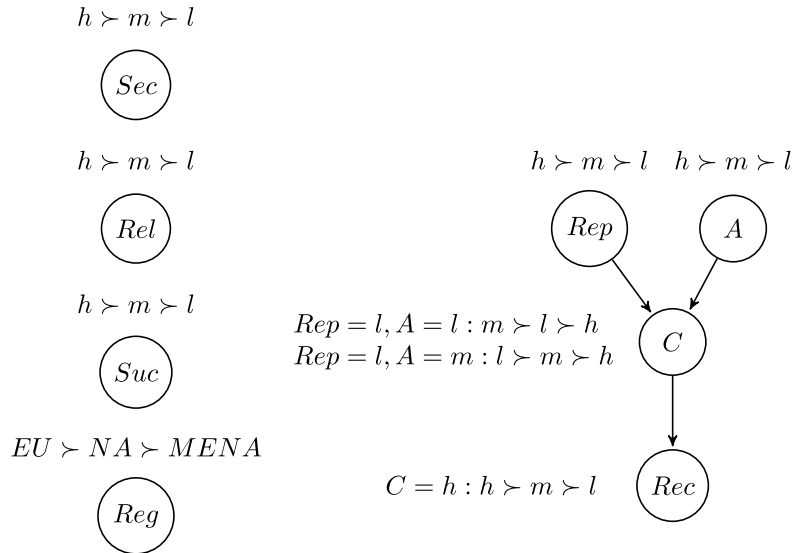 h ≻ m ≻ l
Sec
h ≻ m ≻ l
Rel
h ≻ m ≻ l
Suc
EU ≻ NA ≻ MENA
Reg
h ≻ m ≻ l
h ≻ m ≻ l
Rep
A
Rep = l, A = l : m ≻ l ≻ h
Rep = l, A = m : l ≻ m ≻ h
C
C = h : h ≻ m ≻ l
Rec